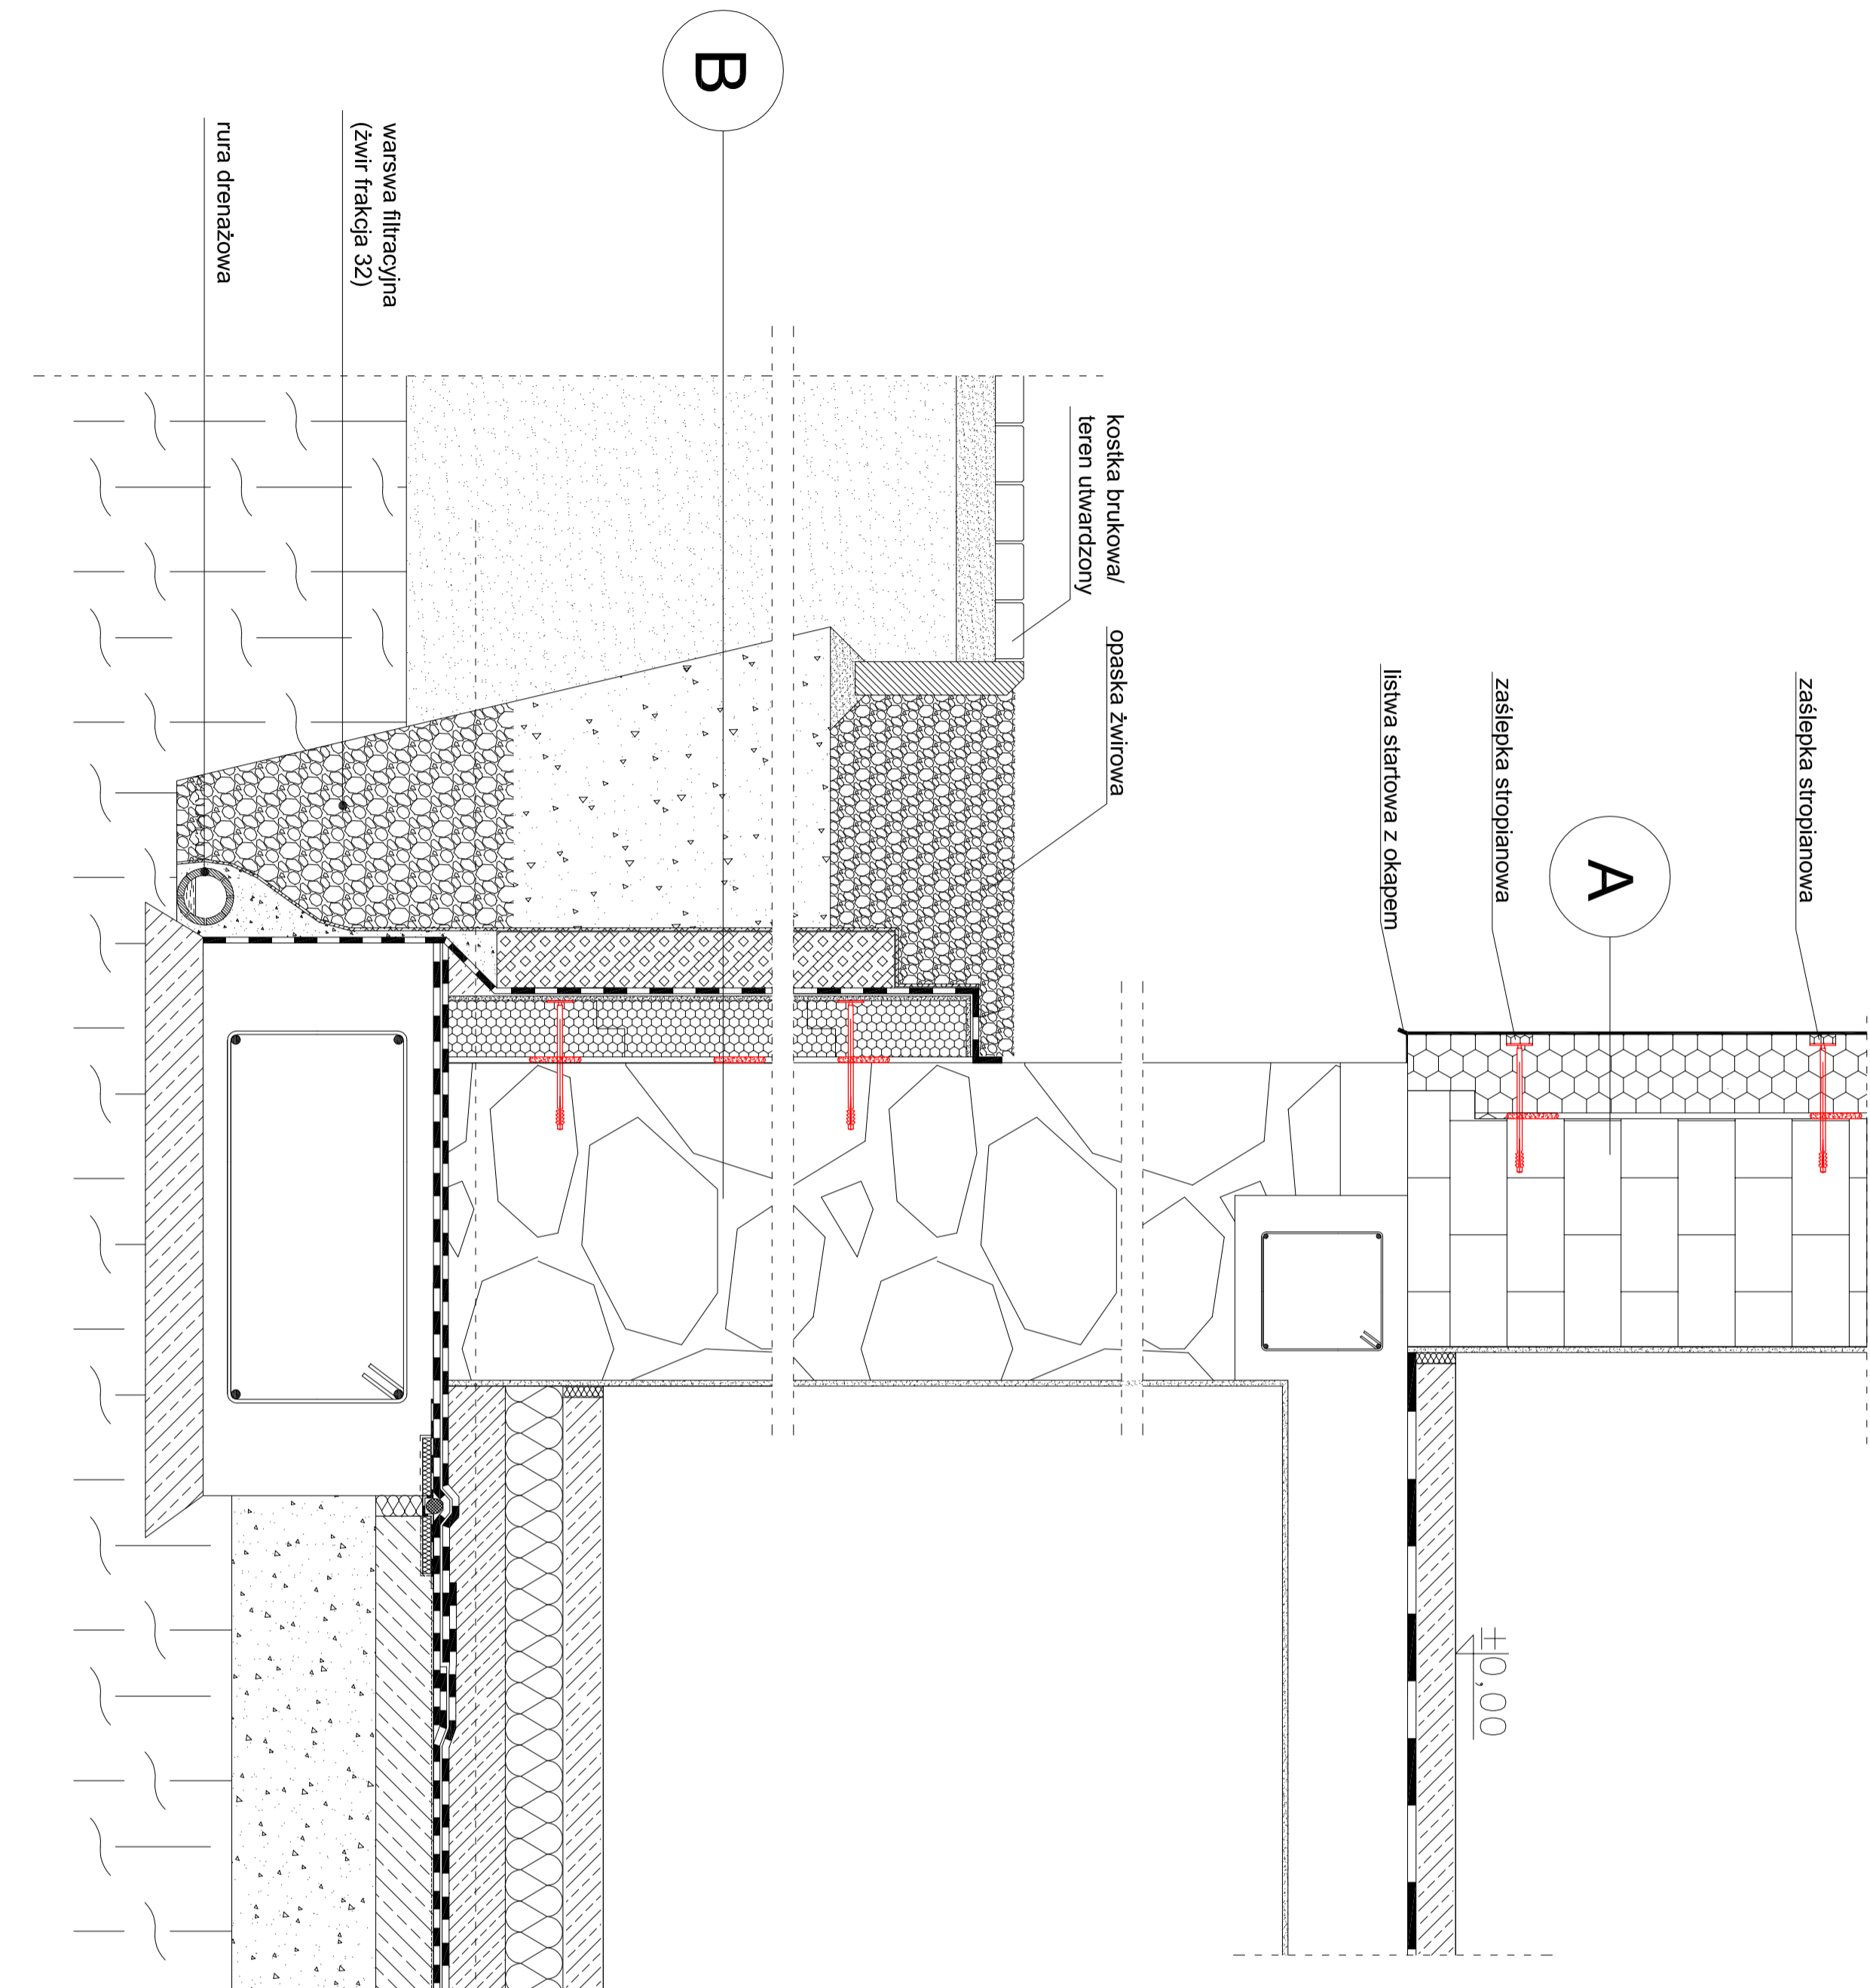 zaślepka stropianowa
A
zaślepka stropianowa
listwa startowa z okapem
±0,00
kostka brukowa/
teren utwardzony
opaska żwirowa
B
warswa filtracyjna
(żwir frakcja 32)
rura drenażowa